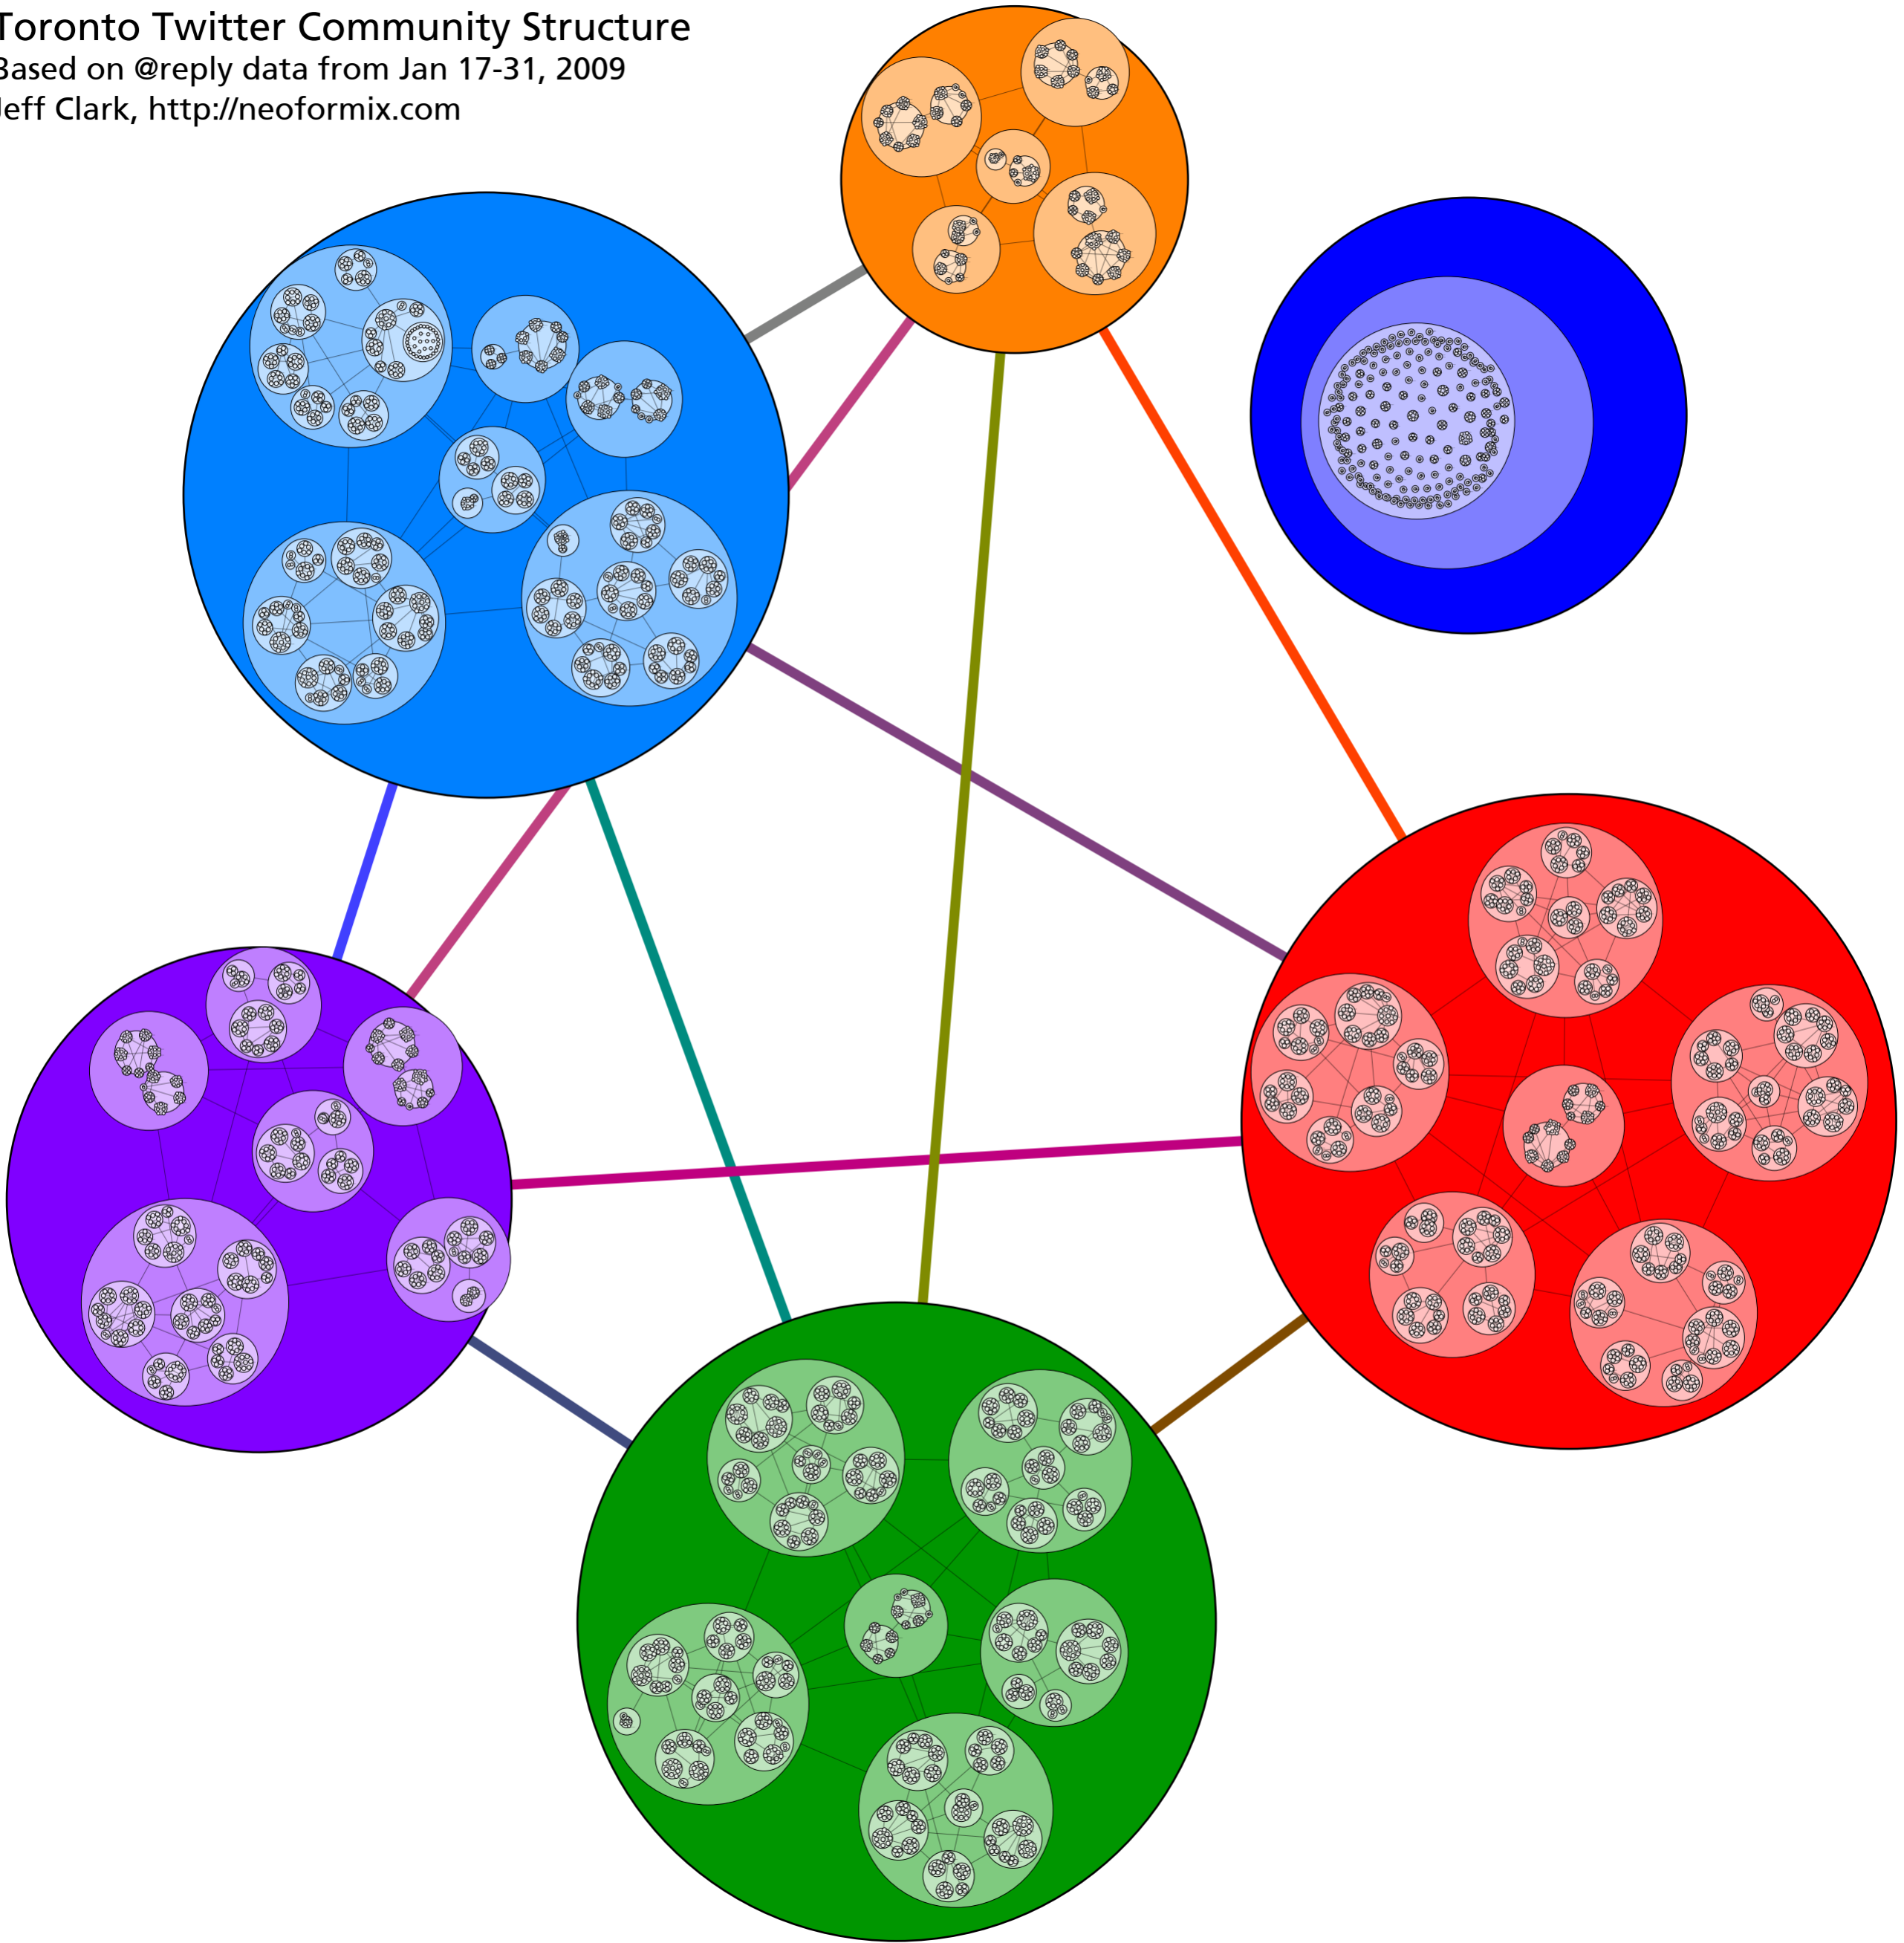 Toronto Twitter Community Structure
Based on @reply data from Jan 17-31, 2009
Jeff Clark, http://neoformix.com